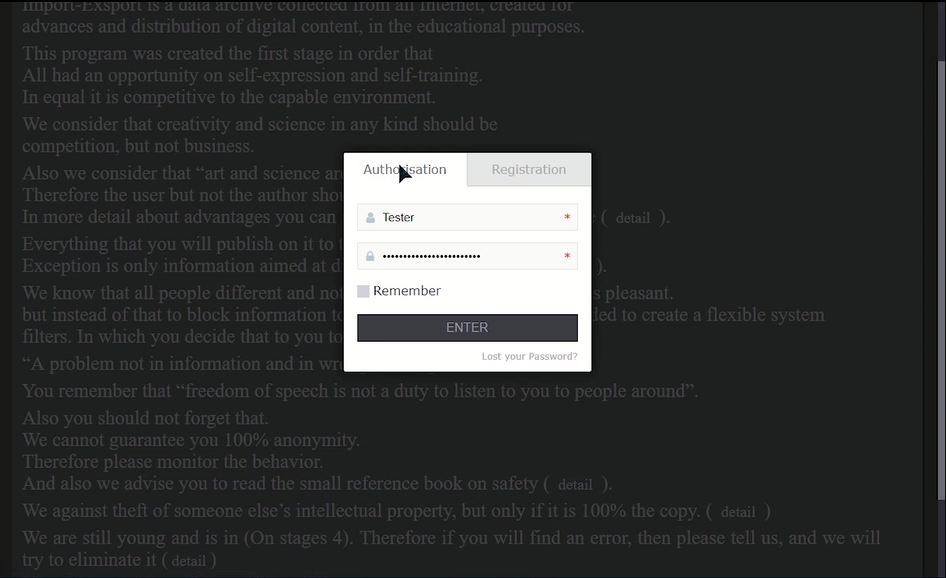 Import-Exsport is a data archive collected from all Internet, created for
advances and distribution of digital content, in the educational purposes.
This program was created the first stage in order that
All had an opportunity on self-expression and self-training.
In equal it is competitive to the capable environment.
We consider that creativity and science in any kind should be
competition, but not business.
Also we consider that “art and science are
Therefore the user but not the author
In more detail about advantages you can ( detail ).
Everything that you will publish on it to
Exception is only information aimed at ).
We know that all people different and not s pleasant.
but instead of that to block information to ded to create a flexible system
filters. In which you decide that to you to
“A problem not in information and in
You remember that “freedom of speech is not a duty to listen to you to people around”.
Also you should not forget that.
We cannot guarantee you 100% anonymity.
Therefore please monitor the behavior.
And also we advise you to read the small reference book on safety ( detail ).
We against theft of someone else’s intellectual property, but only if it is 100% the copy. ( detail )
We are still young and is in (On stages 4). Therefore if you will find an error, then please tell us, and we will
try to eliminate it ( detail )
Authorisation Registration
Tester *
*
Remember
ENTER
Lost your Password?